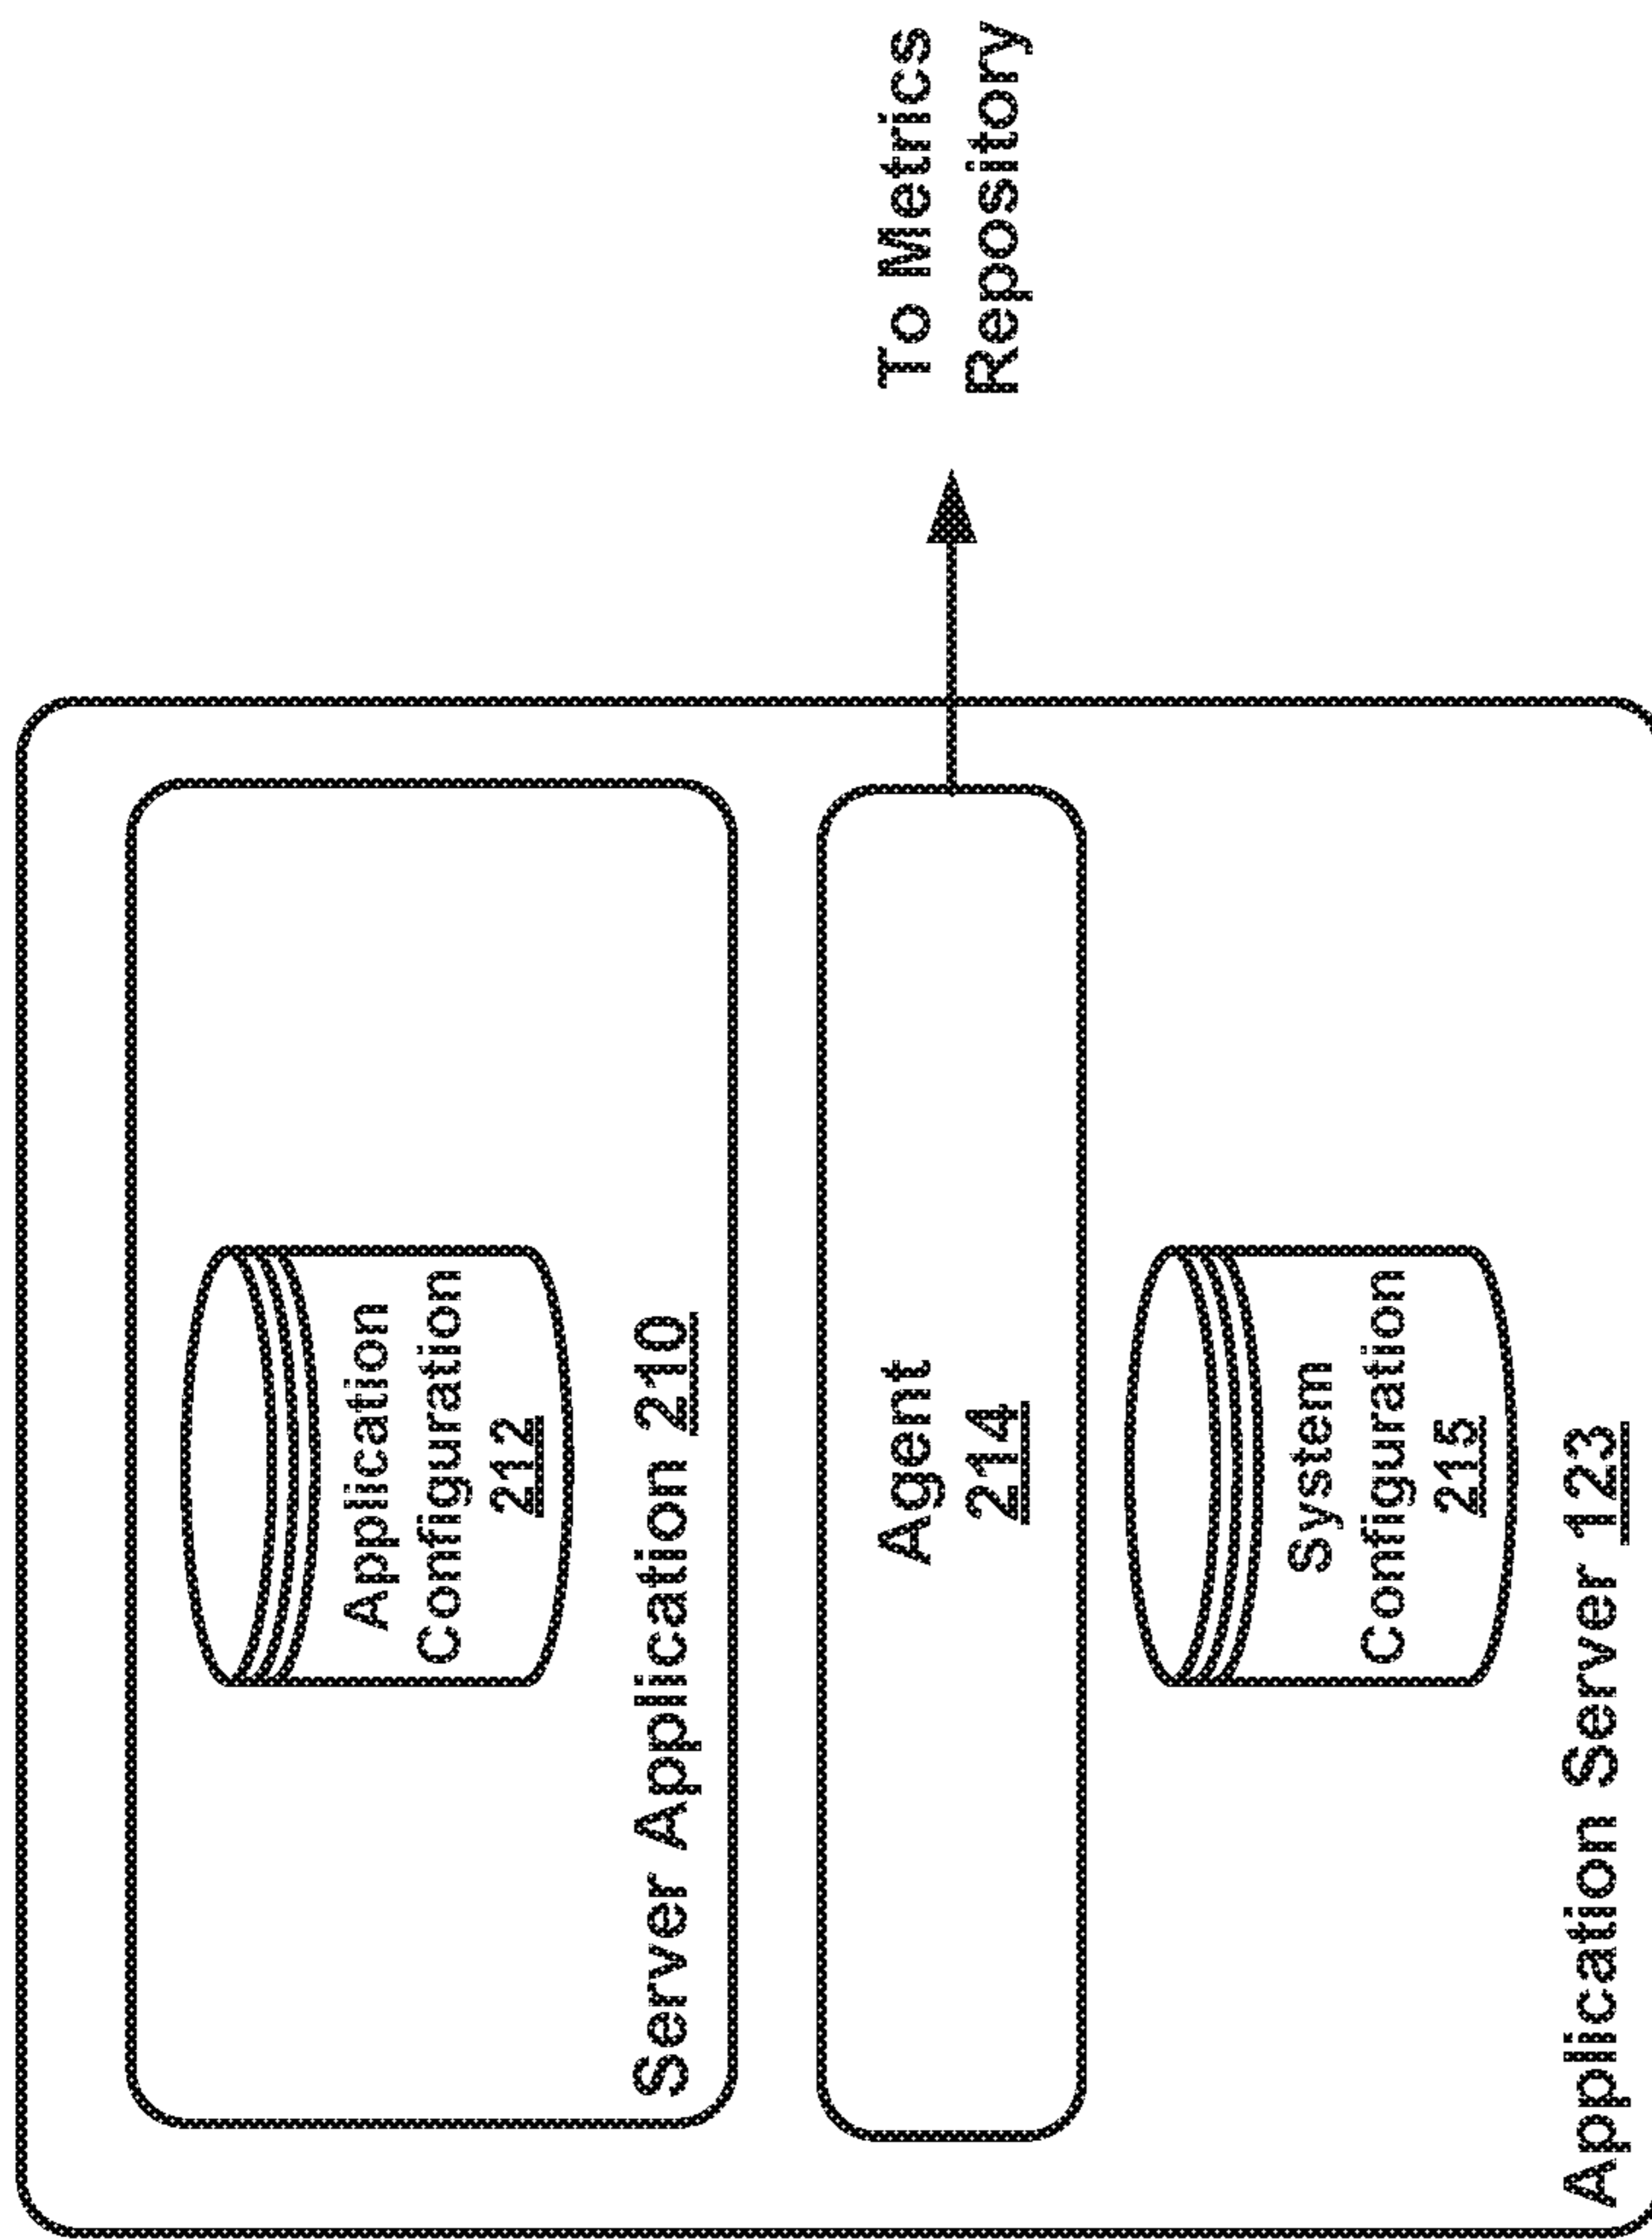 Application
Configuration
212
Server Application 210
Agent
214
To Metrics
Repository
System
Configuration
215
Application Server 123